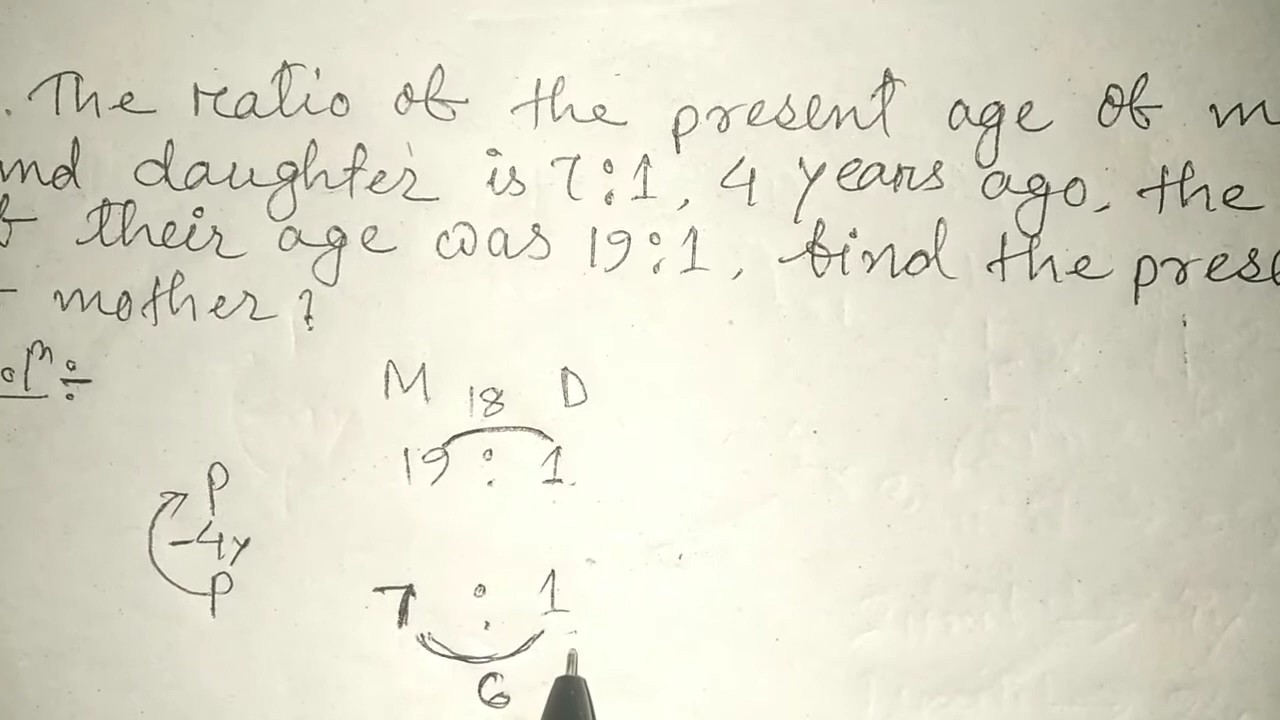 . The ratio of the present age of m
nd daughter is 7:1, 4 years ago, the
their age was 19:1, find the prese
mother?
M 18 D
19 : 1
P
-4y
P
7 : 1
6